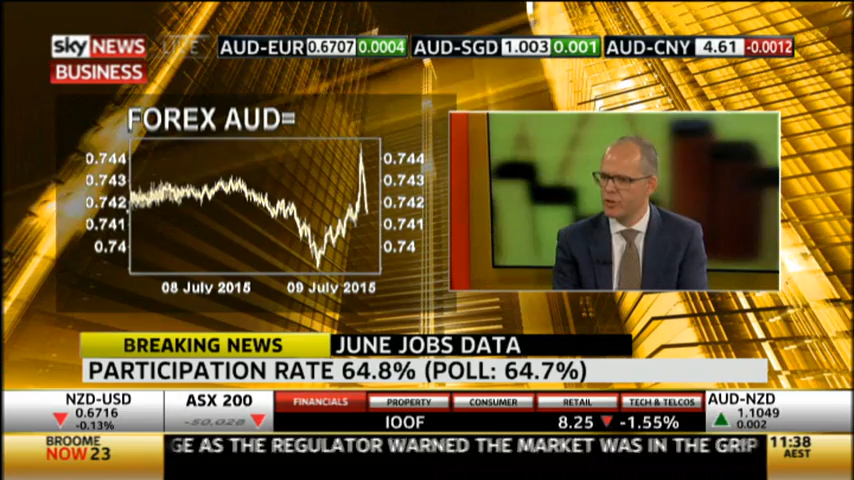 sky NEWS LIVE
BUSINESS
AUD-EUR 0.6707 0.0004 AUD-SGD 1.003 0.001 AUD-CNY 4.61 -0.0012
FOREX AUD=
0.744 0.744
0.743 0.743
0.742 0.742
0.741 0.741
0.74 0.74
08 July 2015 09 July 2015
BREAKING NEWS JUNE JOBS DATA
PARTICIPATION RATE 64.8% (POLL: 64.7%)
NZD-USD ASX 200 FINANCIALS PROPERTY CONSUMER RETAIL TECH & TELCOS AUD-NZD
0.6716 1.1049
-0.13% IOOF 8.25 -1.55% 0.002
BROOME
NOW 23 GE AS THE REGULATOR WARNED THE MARKET WAS IN THE GRIP 11:38
AEST